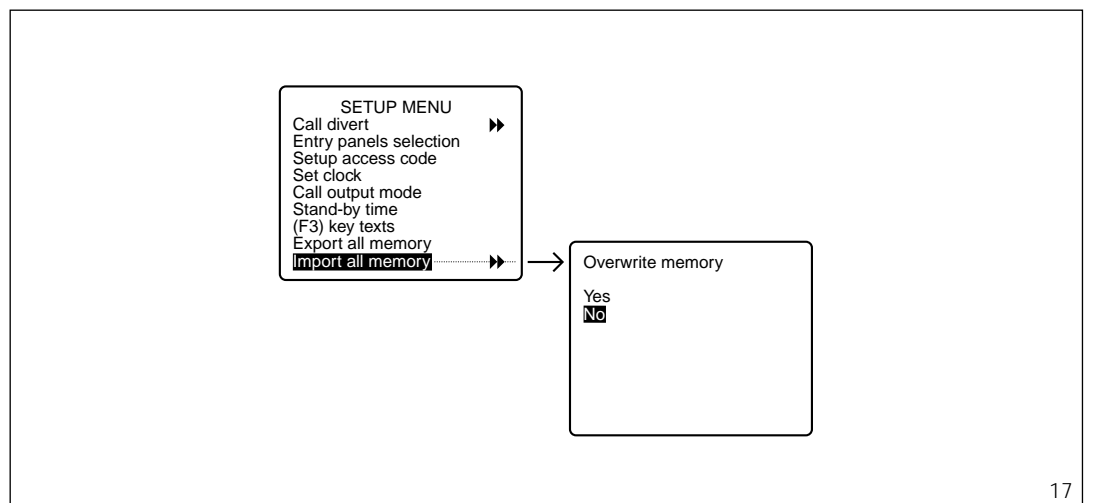 SETUP MENU
Call divert
Entry panels selection
Setup access code
Set clock
Call output mode
Stand-by time
(F3) key texts
Export all memory
Import all memory
Overwrite memory
Yes
No
17